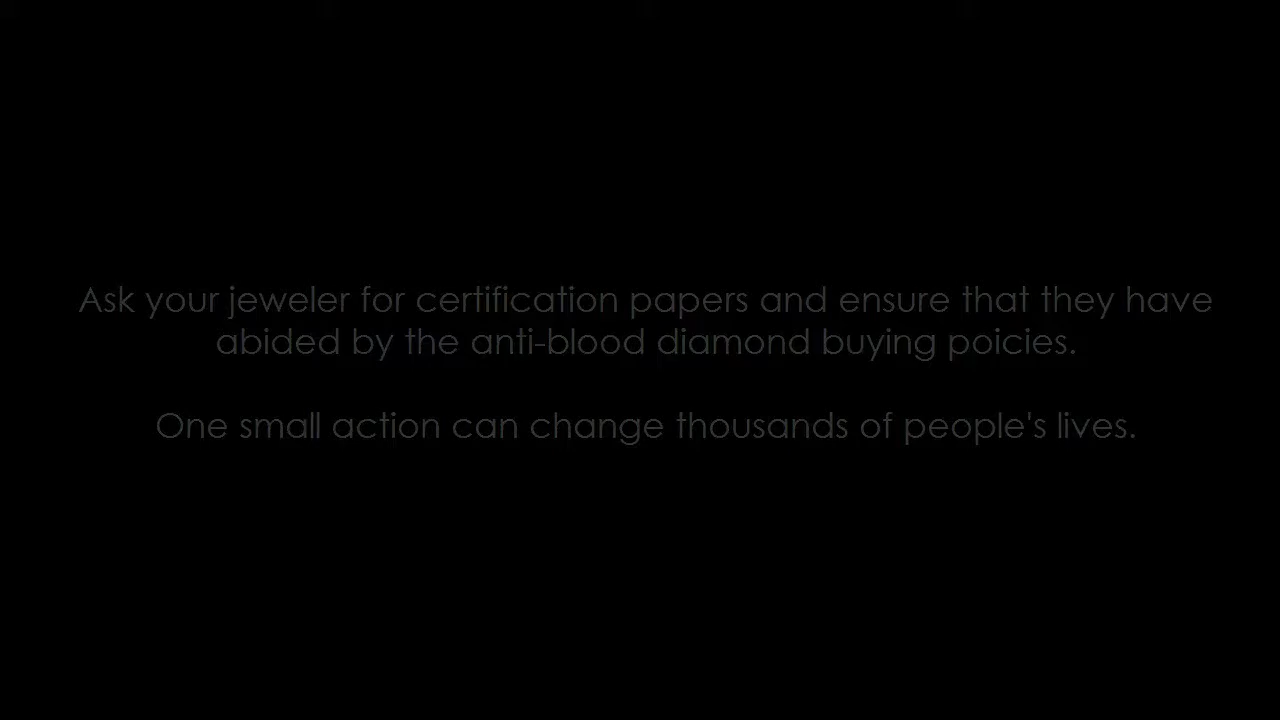 Ask your jeweler for certification papers and ensure that they have
abided by the anti-blood diamond buying poicies.
One small action can change thousands of people's lives.